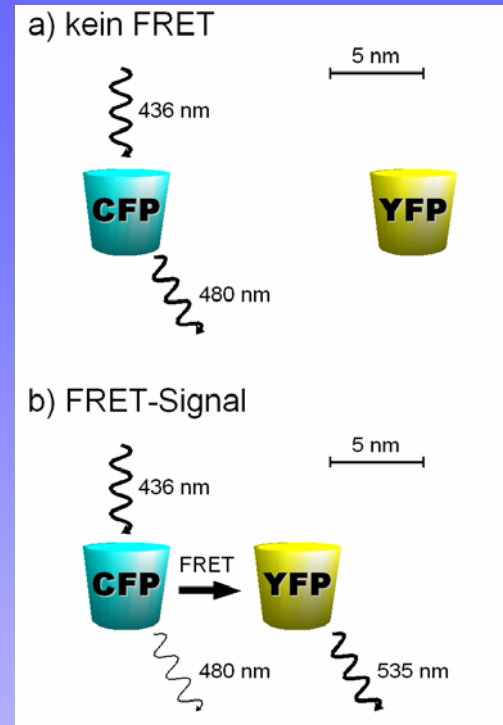 a) kein FRET
5 nm
436 nm
CFP
YFP
480 nm
b) FRET-Signal
5 nm
436 nm
FRET
CFP
YFP
480 nm
535 nm